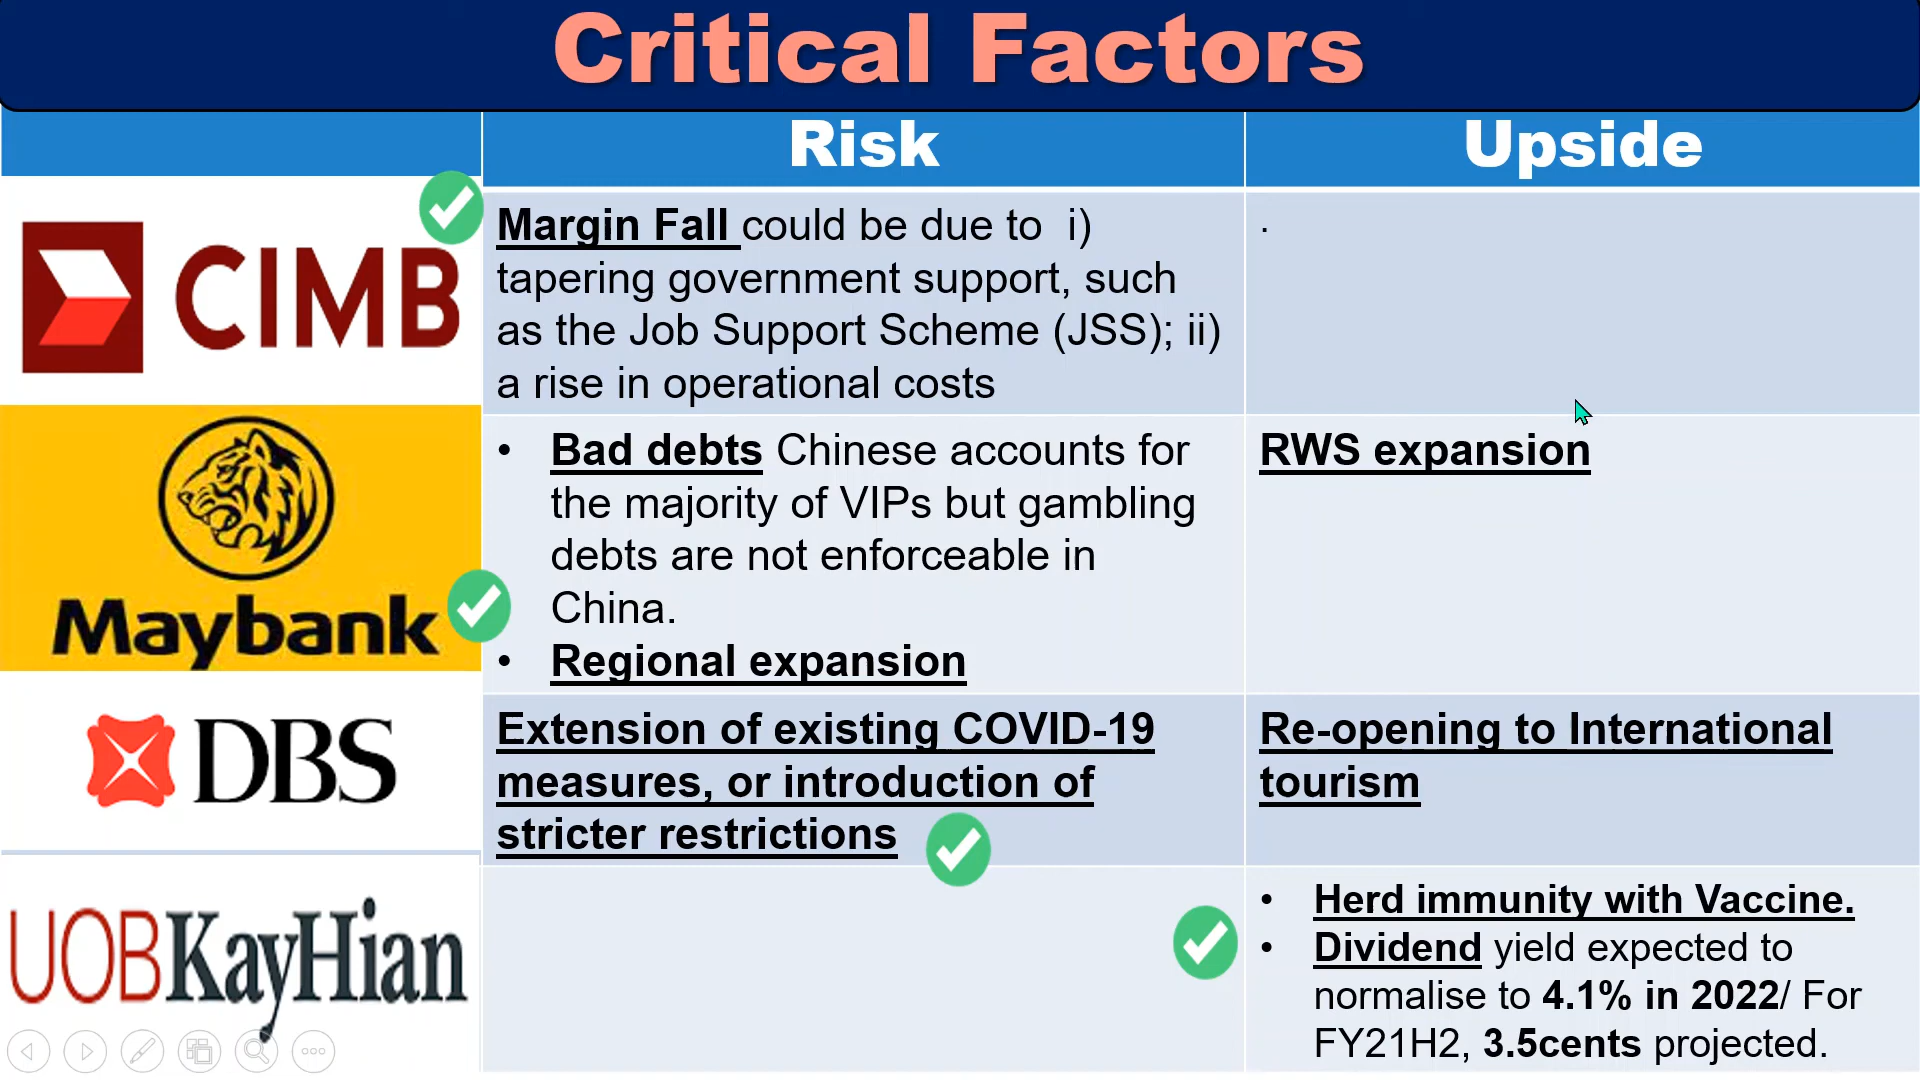 Critical Factors
Risk
Upside
CIMB
Margin Fall could be due to i)
tapering government support, such
as the Job Support Scheme (JSS); ii)
a rise in operational costs
.
Maybank
• Bad debts Chinese accounts for
the majority of VIPs but gambling
debts are not enforceable in
China.
• Regional expansion
RWS expansion
DBS
Extension of existing COVID-19
measures, or introduction of
stricter restrictions
Re-opening to International
tourism
UOBKayHian
• Herd immunity with Vaccine.
• Dividend yield expected to
normalise to 4.1% in 2022/ For
FY21H2, 3.5cents projected.